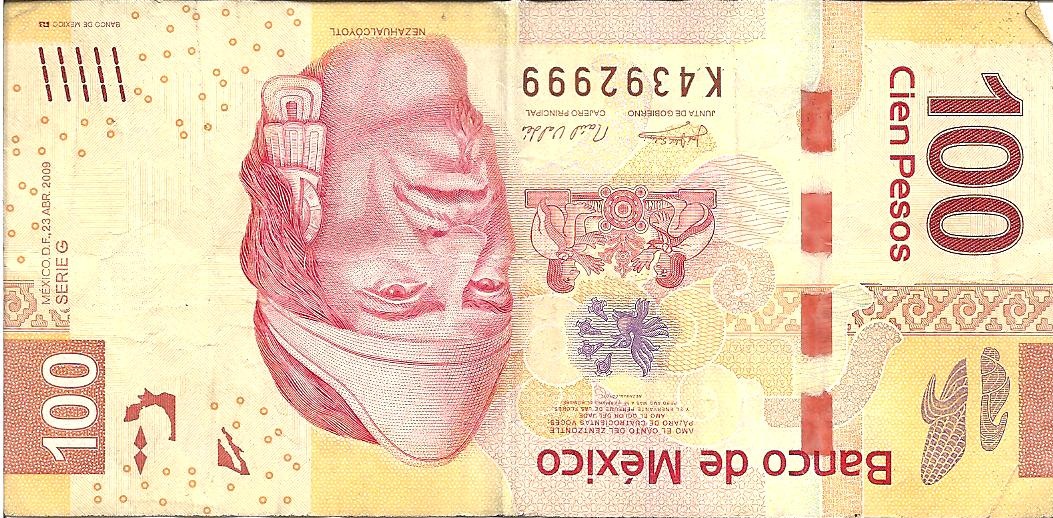 Banco de México
AMO EL CANTO DEL ZENTZONTLE
PÁJARO DE CUATROCIENTAS VOCES,
AMO EL COLOR DEL JADE
Y EL ENERVANTE PERFUME DE LAS FLORES
PERO AMO MÁS A MI HERMANO: EL HOMBRE.
NEZAHUALCÓYOTL
100
Cien Pesos
100
MÉXICO, D.F., 23 ABR. 2009
SERIE G
JUNTA DE GOBIERNO
CAJERO PRINCIPAL
K4392999
NEZAHUALCÓYOTL
BANCO DE MÉXICO